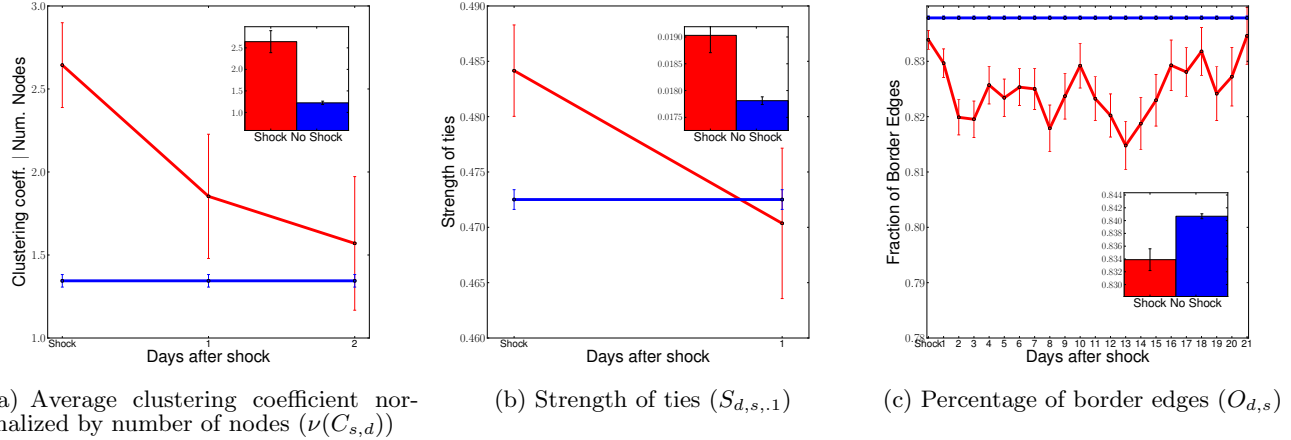 3.0
2.5
2.0
1.5
1.0
Clustering coeff. | Num. Nodes
2.5
2.0
1.5
1.0
Shock No Shock
Shock
1
2
Days after shock
0.490
0.485
0.480
0.475
0.470
0.465
0.460
Strength of ties
0.0190
0.0185
0.0180
0.0175
Shock No Shock
Shock
1
Days after shock
0.83
0.82
0.81
0.80
0.79
Fraction of Border Edges
0.844
0.842
0.840
0.838
0.836
0.834
0.832
0.830
Shock No Shock
Shock 1 2 3 4 5 6 7 8 9 10 11 12 13 14 15 16 17 18 19 20 21
Days after shock
a) Average clustering coefficient nor-
malized by number of nodes (ν(C_{s,d}))
(b) Strength of ties (S_{d,s,.1})
(c) Percentage of border edges (O_{d,s})